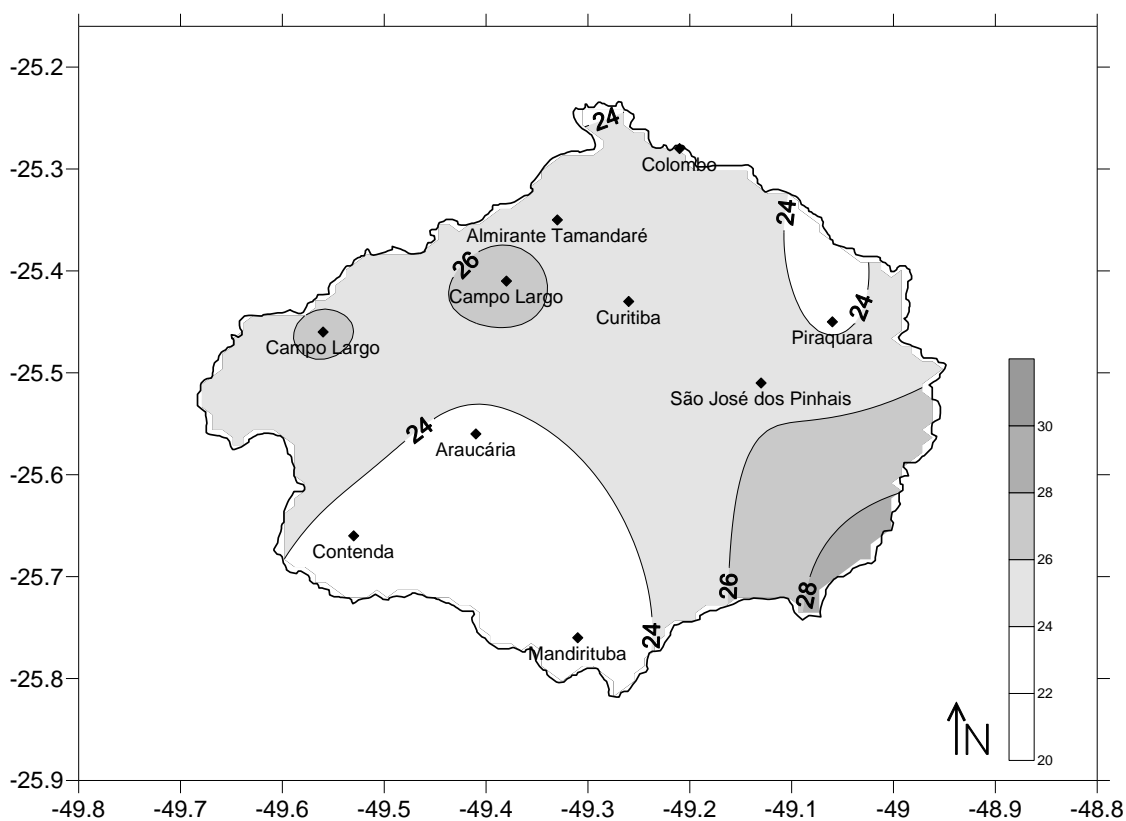 -25.2
24
Colombo
-25.3
24
Almirante Tamandaré
26
-25.4
Campo Largo
24
Curitiba
Piraquara
Campo Largo
-25.5
São José dos Pinhais
24
30
Araucária
-25.6
28
Contenda
26
-25.7
26
28
24
24
Mandirituba
-25.8
22
N
20
-25.9
-49.8 -49.7 -49.6 -49.5 -49.4 -49.3 -49.2 -49.1 -49 -48.9 -48.8